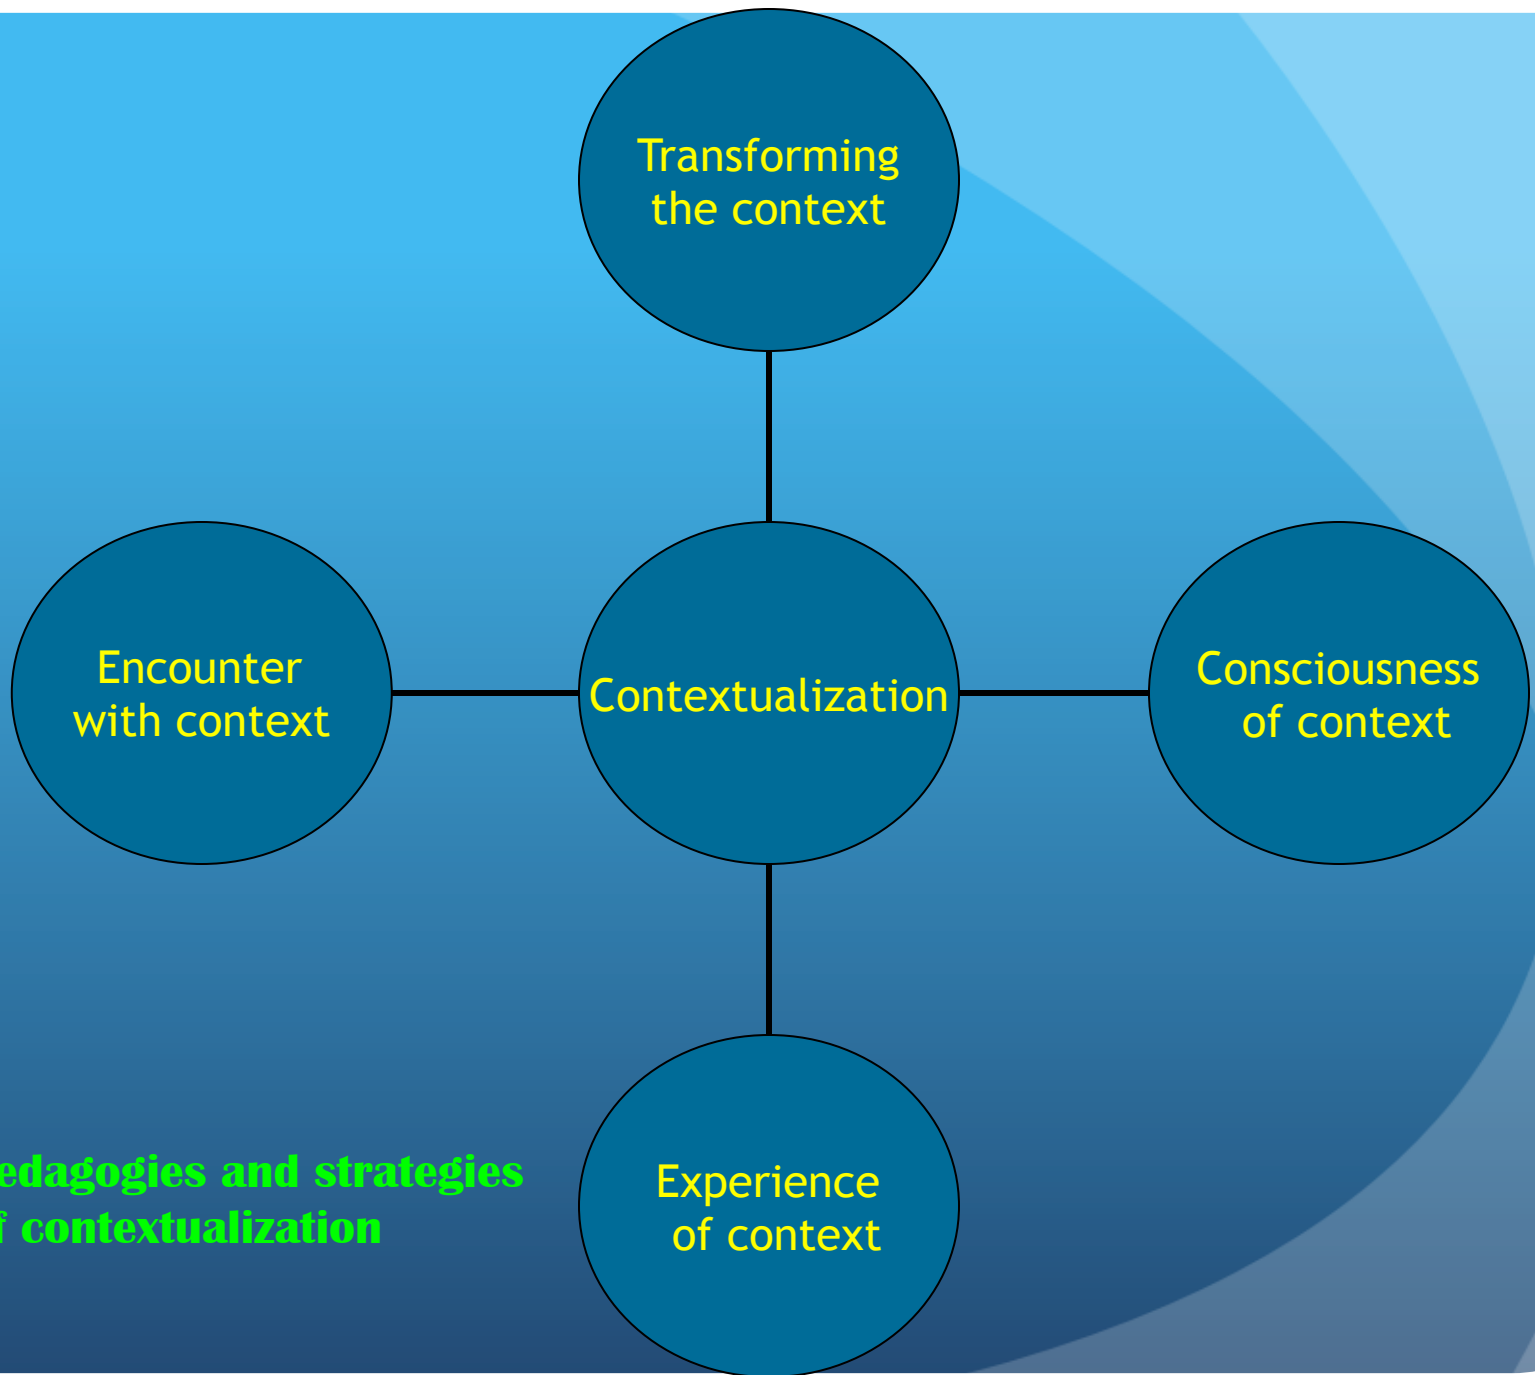 Transforming
the context
Encounter
with context
Contextualization
Consciousness
of context
Experience
of context
edagogies and strategies
f contextualization